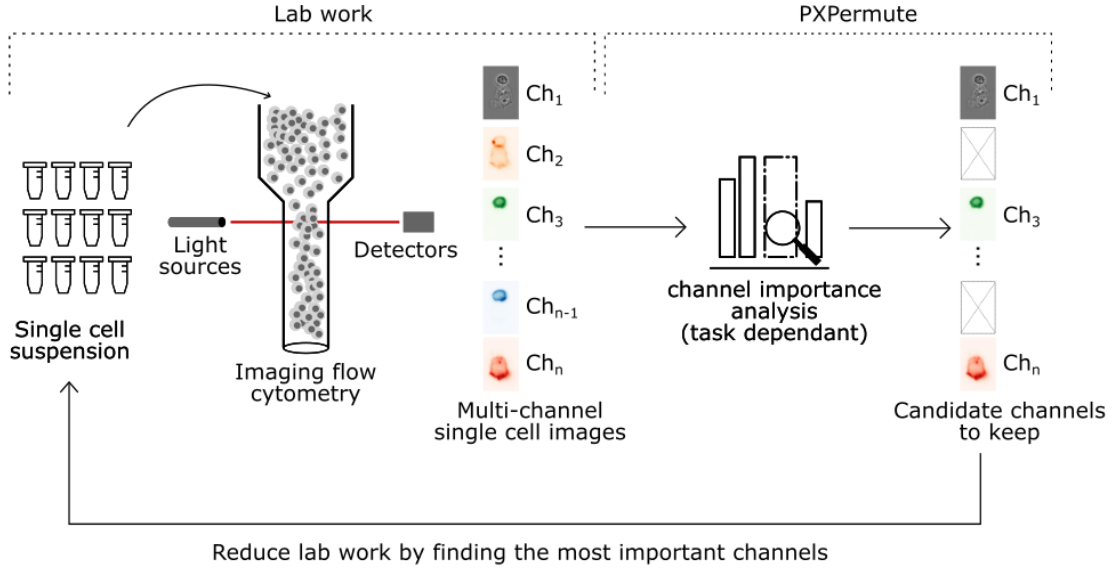 Lab work
PXPermute
Ch1
Ch2
Ch3
⋮
Chn-1
Chn
Light
sources
Detectors
Single cell
suspension
Imaging flow
cytometry
Multi-channel
single cell images
channel importance
analysis
(task dependant)
Ch1
Ch3
⋮
Chn
Candidate channels
to keep
Reduce lab work by finding the most important channels